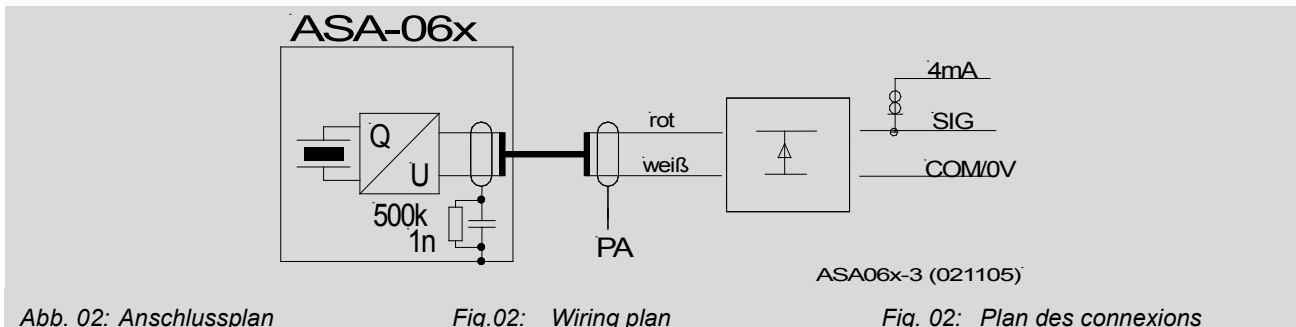 ASA-06x
4mA
rot
SIG
Q
U
weiß
COM/0V
500k
1n
PA
ASA06x-3 (021105)
Abb. 02: Anschlussplan Fig.02: Wiring plan Fig. 02: Plan des connexions